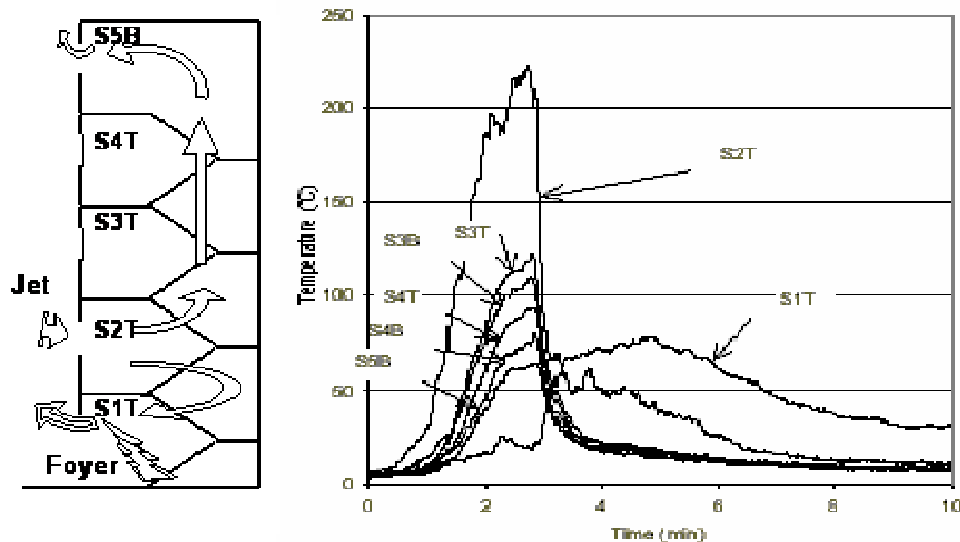 S5B
S4T
S3T
Jet
S2T
S1T
Foyer
250
200
150
100
50
0
Temperature (°C)
S2T
S3T
S3B
S4T
S4B
S5B
S1T
0
2
4
6
8
10
Time (min)